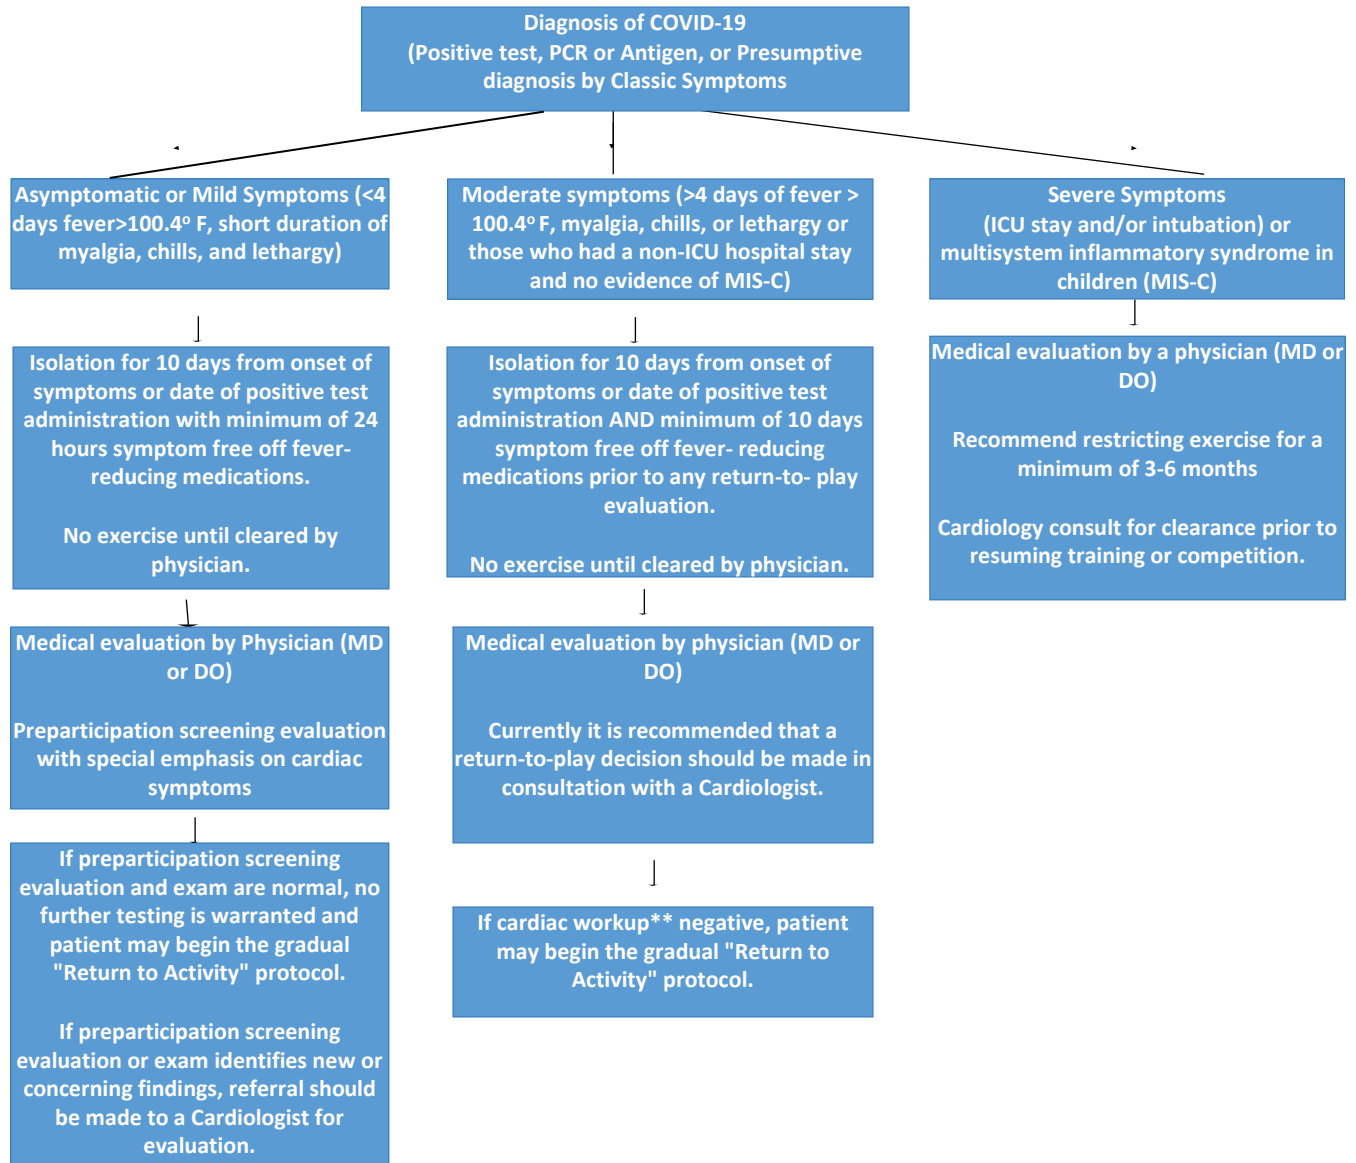 Diagnosis of COVID-19
(Positive test, PCR or Antigen, or Presumptive
diagnosis by Classic Symptoms
Asymptomatic or Mild Symptoms (<4
days fever>100.4º F, short duration of
myalgia, chills, and lethargy)
Isolation for 10 days from onset of
symptoms or date of positive test
administration with minimum of 24
hours symptom free off fever-
reducing medications.
No exercise until cleared by
physician.
Medical evaluation by Physician (MD
or DO)
Preparticipation screening evaluation
with special emphasis on cardiac
symptoms
If preparticipation screening
evaluation and exam are normal, no
further testing is warranted and
patient may begin the gradual
"Return to Activity" protocol.
If preparticipation screening
evaluation or exam identifies new or
concerning findings, referral should
be made to a Cardiologist for
evaluation.
Moderate symptoms (>4 days of fever >
100.4º F, myalgia, chills, or lethargy or
those who had a non-ICU hospital stay
and no evidence of MIS-C)
Isolation for 10 days from onset of
symptoms or date of positive test
administration AND minimum of 10 days
symptom free off fever- reducing
medications prior to any return-to- play
evaluation.
No exercise until cleared by physician.
Medical evaluation by physician (MD or
DO)
Currently it is recommended that a
return-to-play decision should be made in
consultation with a Cardiologist.
If cardiac workup** negative, patient
may begin the gradual "Return to
Activity" protocol.
Severe Symptoms
(ICU stay and/or intubation) or
multisystem inflammatory syndrome in
children (MIS-C)
Medical evaluation by a physician (MD or
DO)
Recommend restricting exercise for a
minimum of 3-6 months
Cardiology consult for clearance prior to
resuming training or competition.